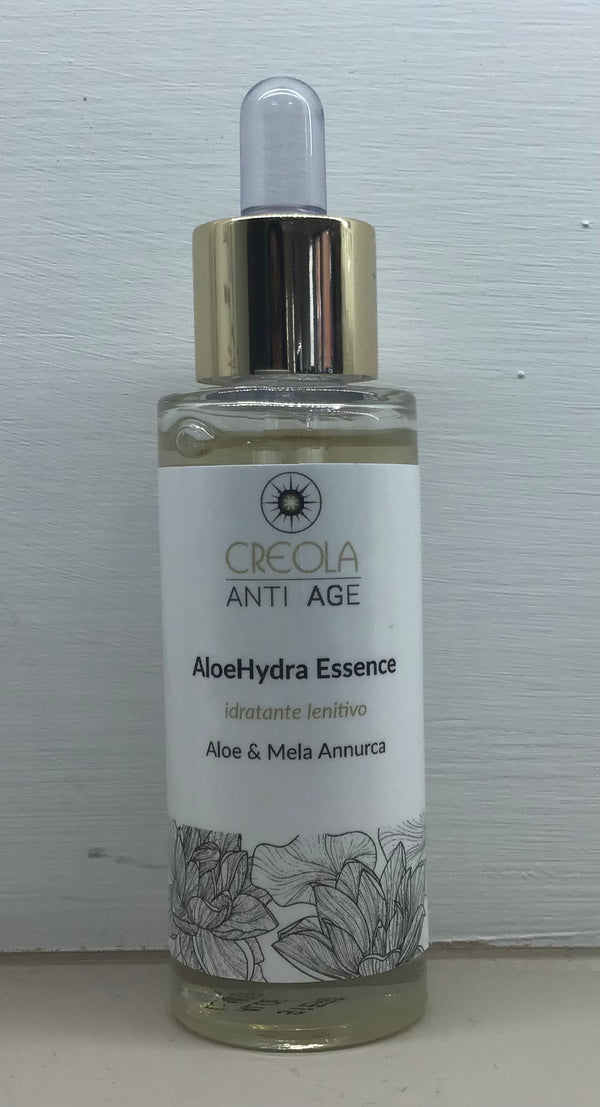 CREOLA
ANTI AGE
AloeHydra Essence
idratante lenitivo
Aloe & Mela Annurca